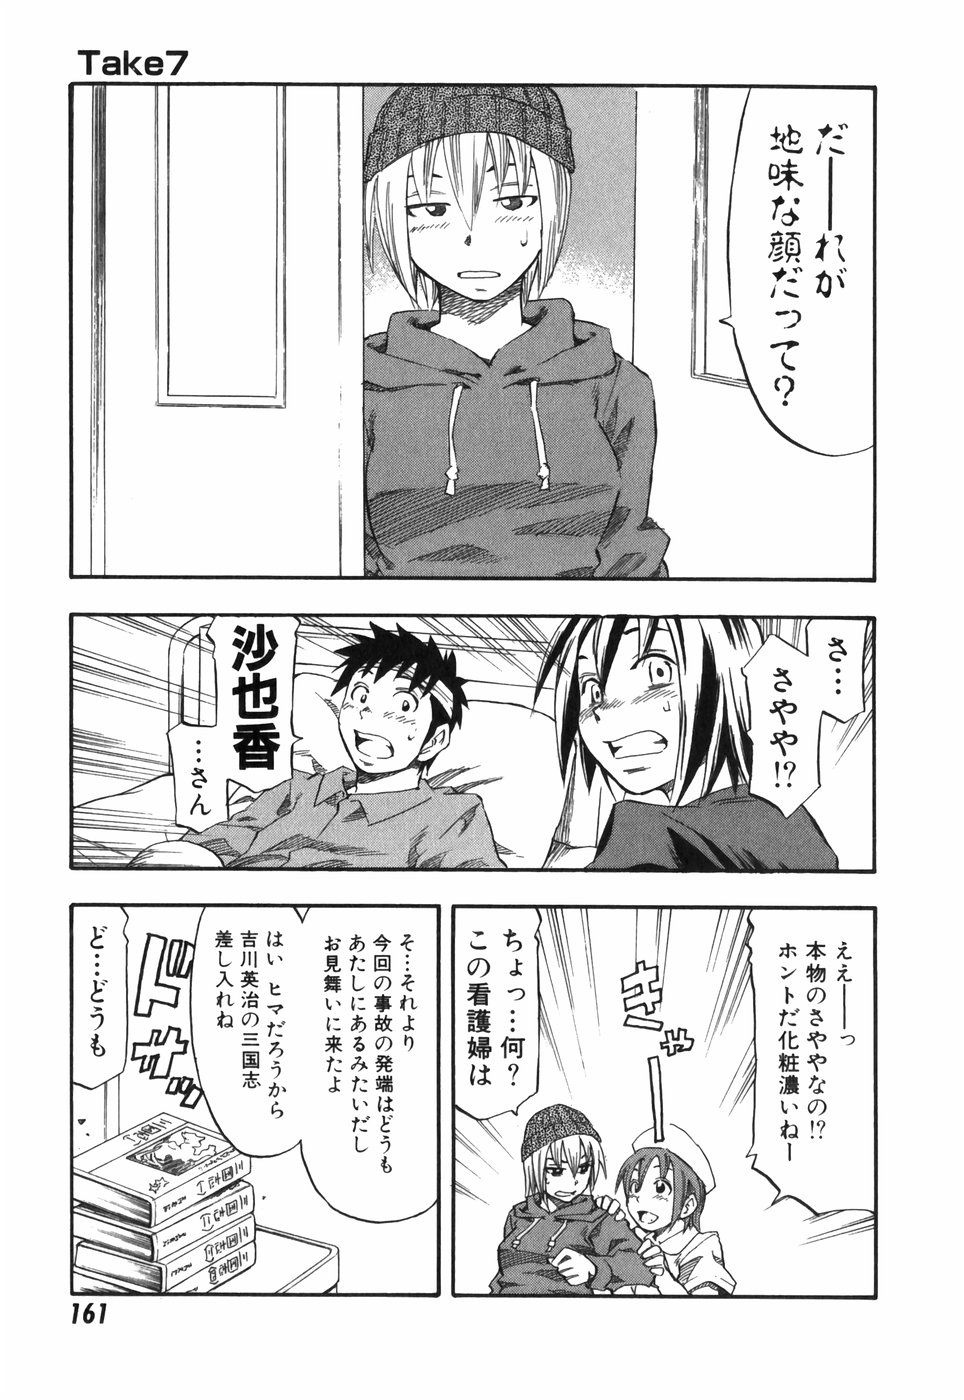 Take7
だーーれが
地味な顔だって？
さ…
さやや!?
沙也香
…さん
ええーーっ
本物のさややなの!?
ホントだ化粧濃いねー
キャーー
ちょっ…何？
この看護婦は
そ…それより
今回の事故の発端はどうも
あたしにあるみたいだし
お見舞いに来たよ
はい ヒマだろうから
吉川英治の三国志
差し入れね
ドサッ…
ど…どうも
161